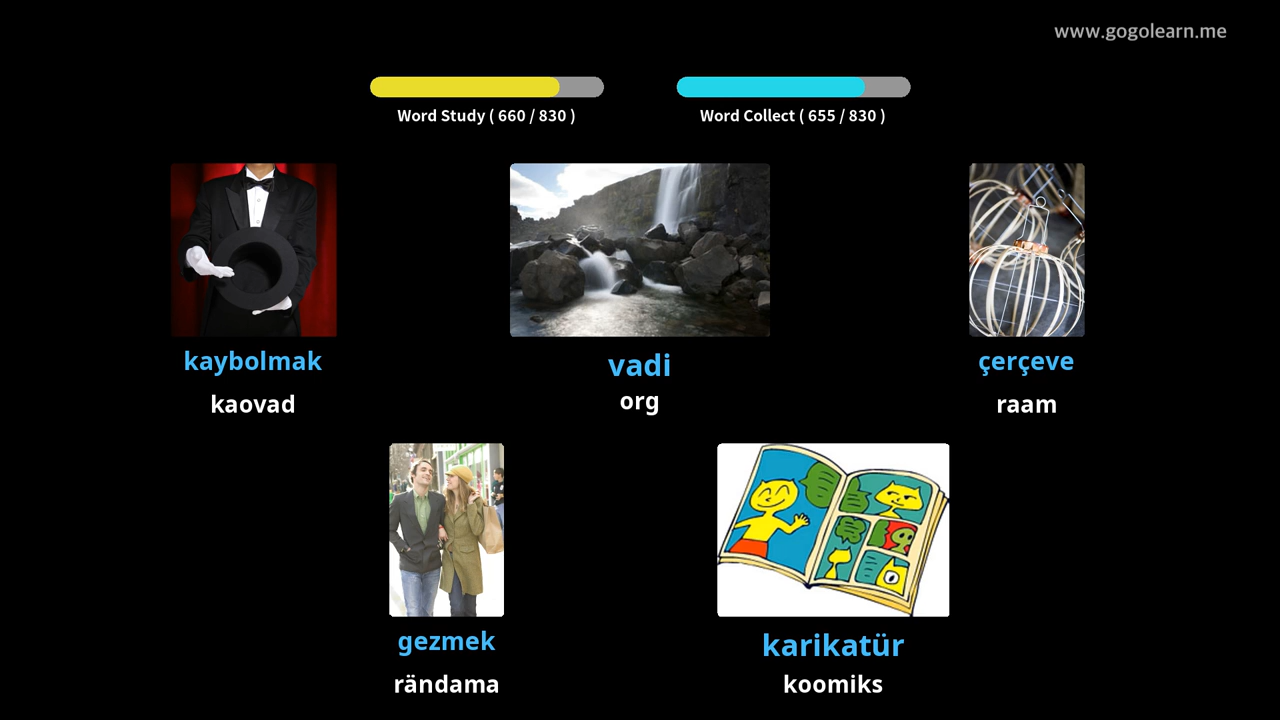 www.gogolearn.me
Word Study ( 660 / 830 )
Word Collect ( 655 / 830 )
kaybolmak
kaovad
vadi
org
çerçeve
raam
gezmek
rändama
karikatür
koomiks